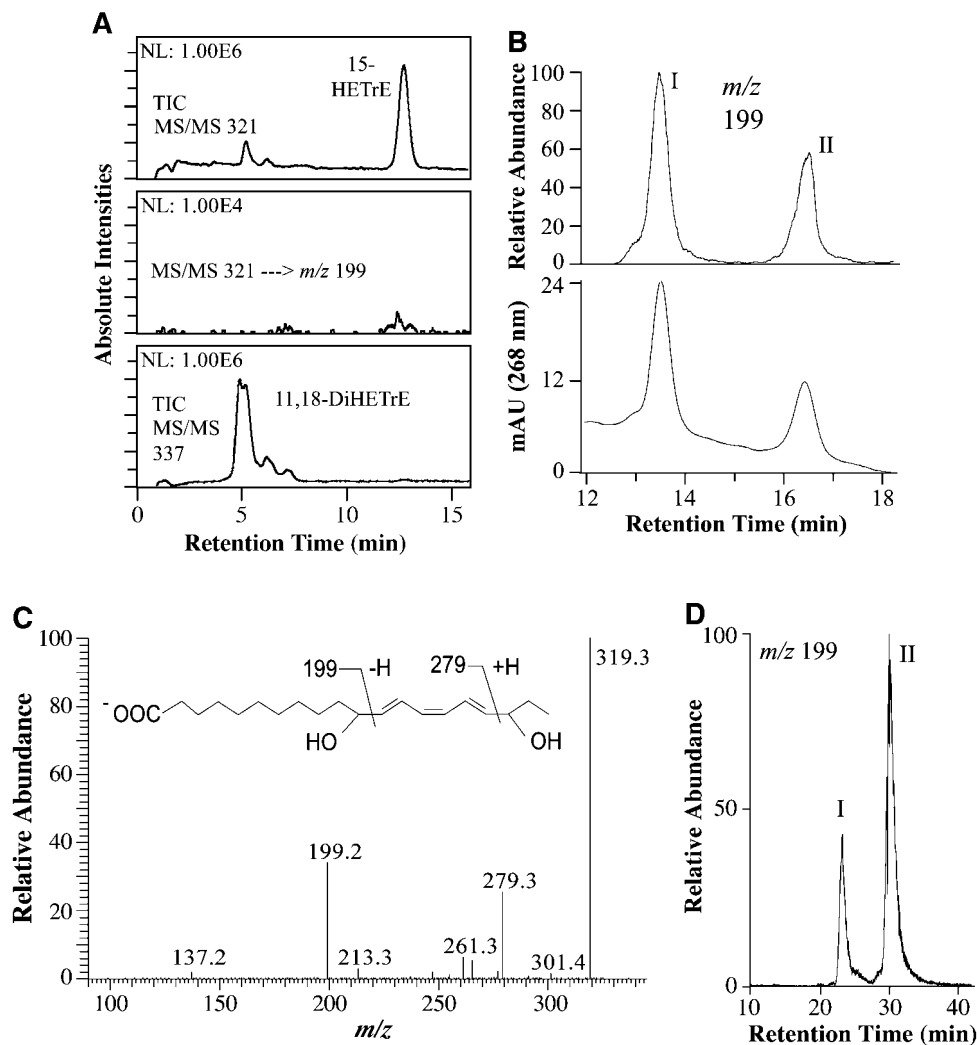 A
NL: 1.00E6
15-
HETrE
TIC
MS/MS 321
NL: 1.00E4
MS/MS 321 ---> m/z 199
NL: 1.00E6
TIC
MS/MS
337
11,18-DiHETrE
Absolute Intensities
0 5 10 15
Retention Time (min)
B
100
80
60
40
20
0
Relative Abundance
I
m/z
199
II
24
12
0
mAU (268 nm)
12 14 16 18
Retention Time (min)
C
100
80
60
40
20
0
Relative Abundance
199 -H
279 +H
-OOC
HO
OH
319.3
199.2
279.3
137.2
213.3
261.3
301.4
100 150 200 250 300
m/z
D
100
50
0
Relative Abundance
m/z 199
I
II
10 20 30 40
Retention Time (min)